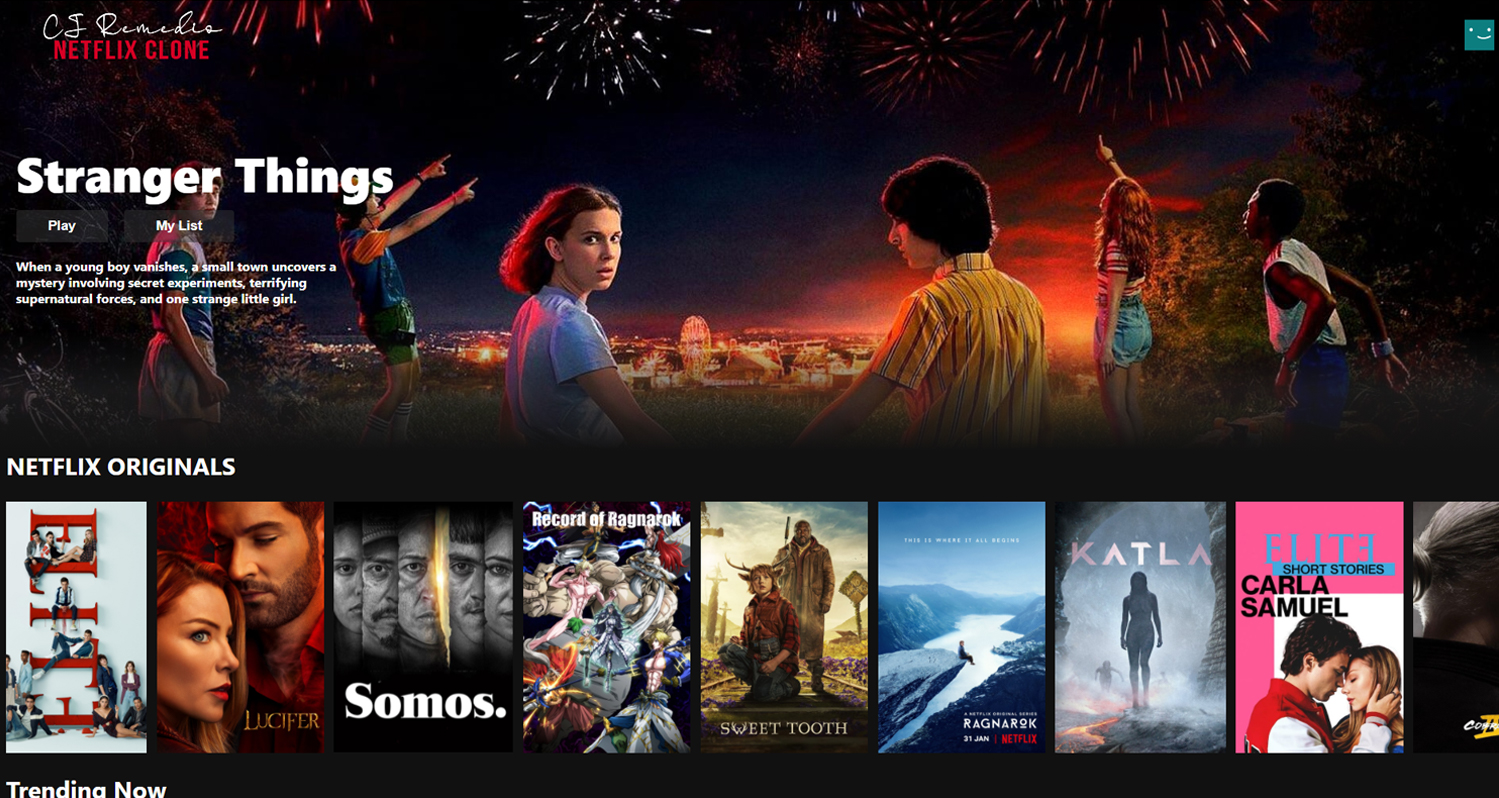 CJ Remedio
NETFLIX CLONE
Stranger Things
Play
My List
When a young boy vanishes, a small town uncovers a
mystery involving secret experiments, terrifying
supernatural forces, and one strange little girl.
NETFLIX ORIGINALS
ELITE
LUCIFER
Somos.
Record of Ragnarok
SWEET TOOTH
THIS IS WHERE IT ALL BEGINS
A NETFLIX ORIGINAL SERIES
RAGNAROK
31 JAN | NETFLIX
KATLA
ELITE
SHORT STORIES
CARLA
SAMUEL
Trending Now